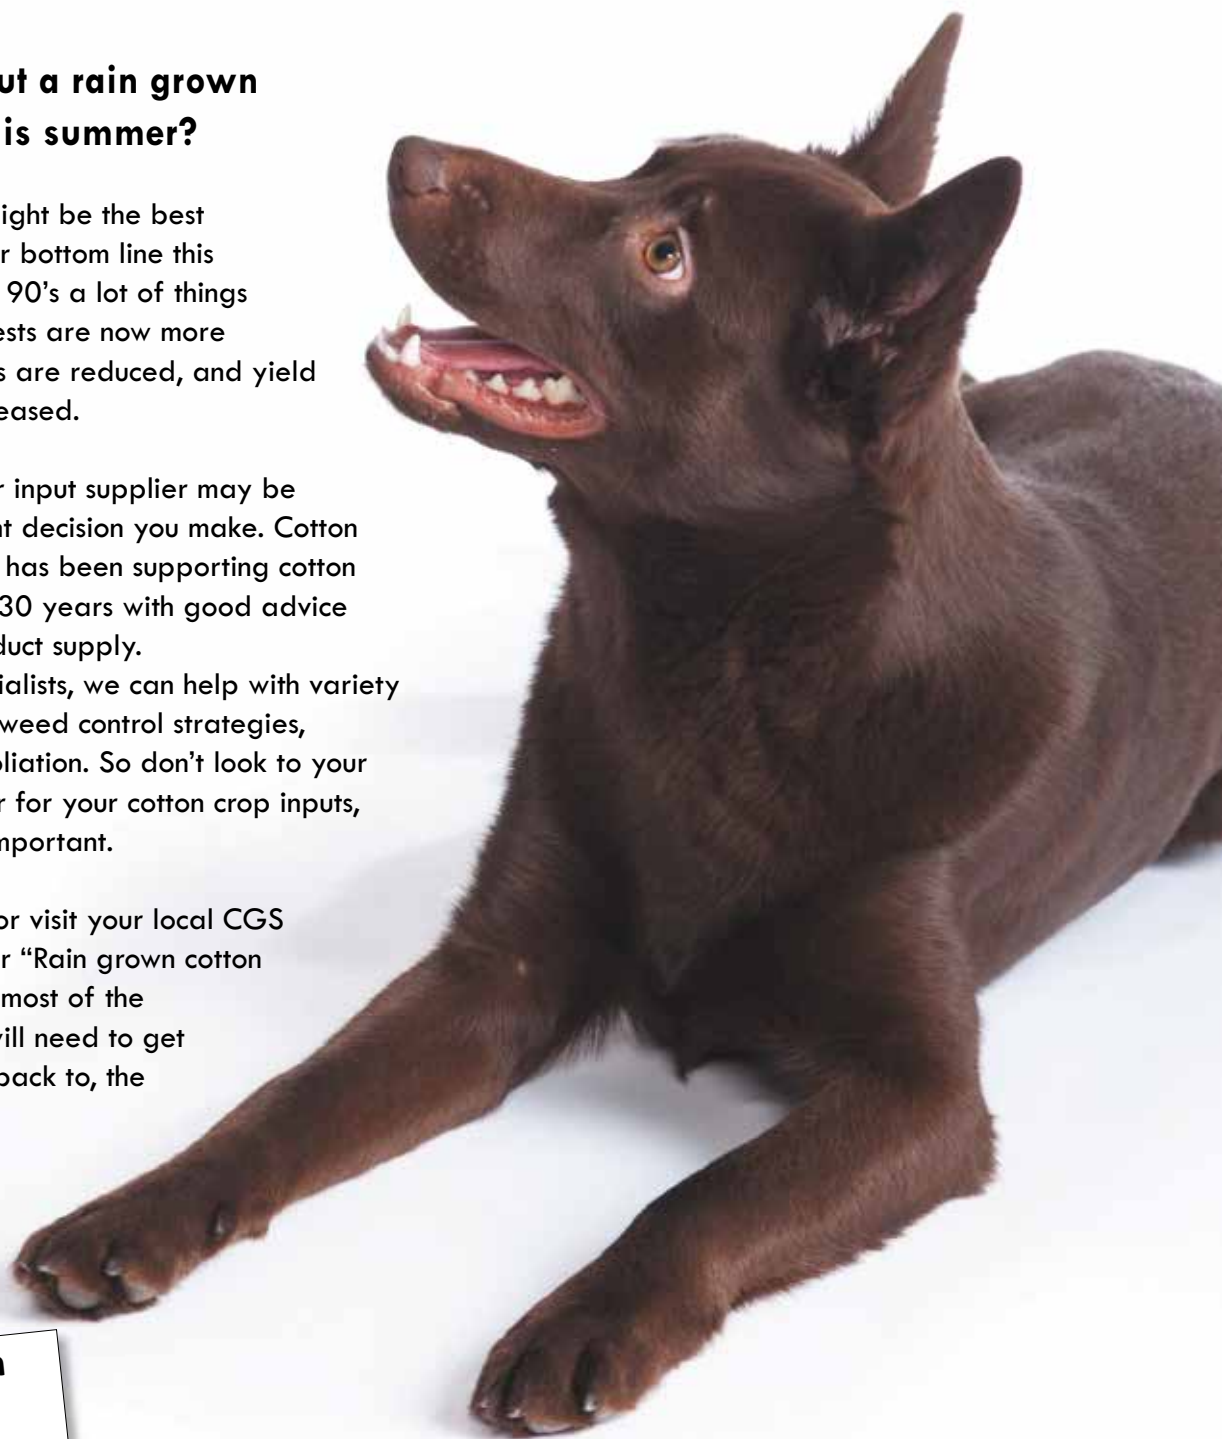 ut a rain grown
is summer?
ight be the best
r bottom line this
90’s a lot of things
ests are now more
s are reduced, and yield
eased.
r input supplier may be
nt decision you make. Cotton
has been supporting cotton
30 years with good advice
duct supply.
ialists, we can help with variety
weed control strategies,
oliation. So don’t look to your
r for your cotton crop inputs,
mportant.
or visit your local CGS
r “Rain grown cotton
most of the
will need to get
back to, the